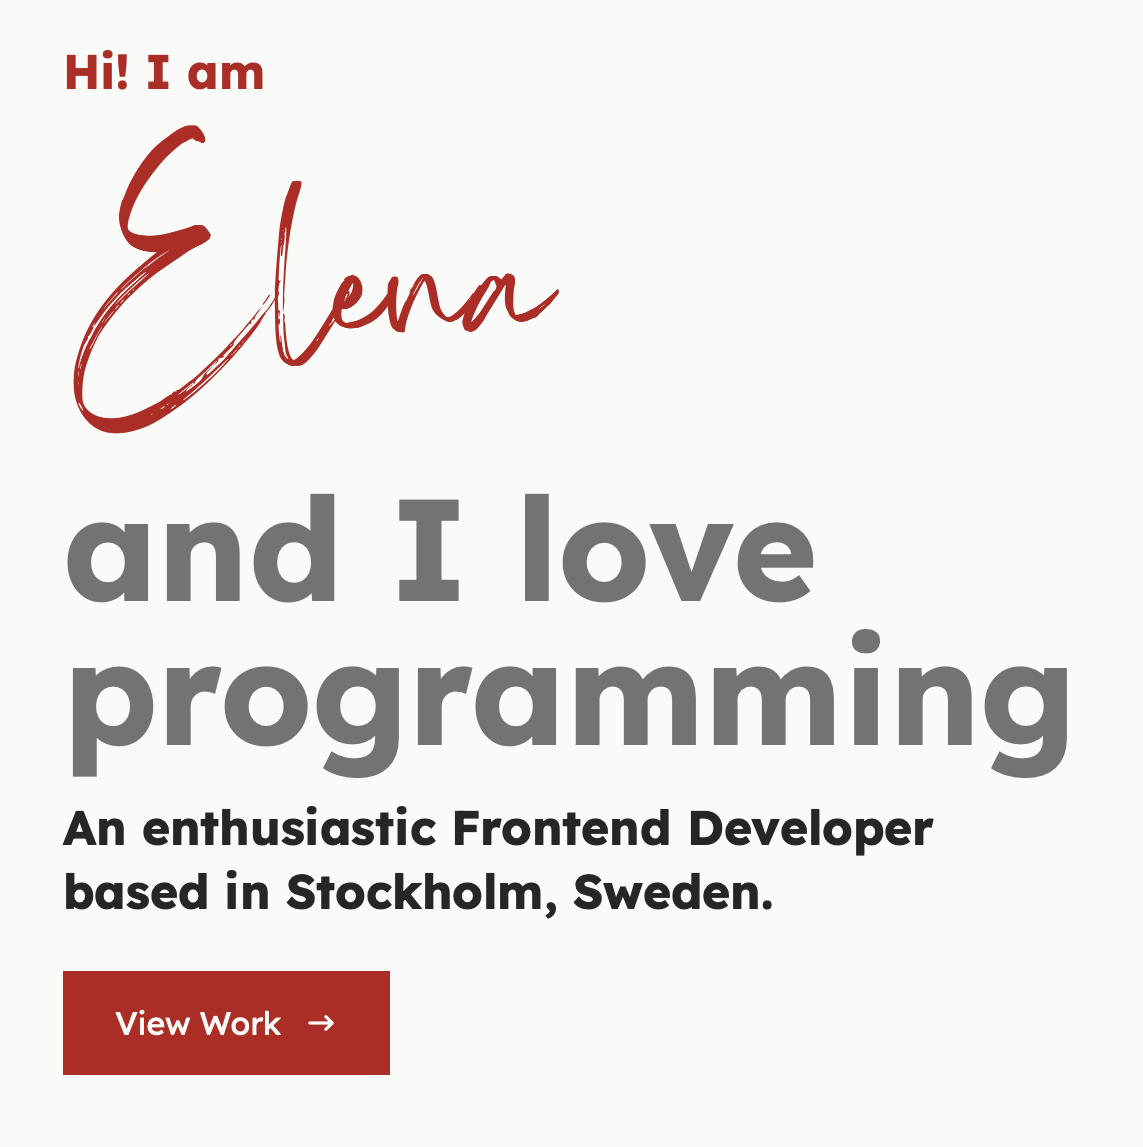 Hi! I am
Elena
and I love
programming
An enthusiastic Frontend Developer
based in Stockholm, Sweden.
View Work →